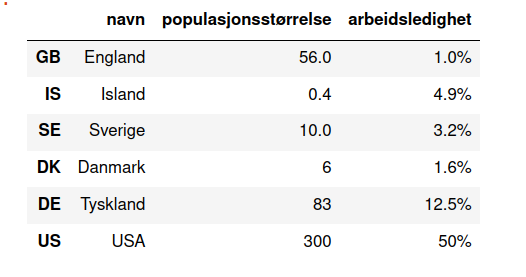 navn populasjonsstørrelse arbeidsledighet
GB England 56.0 1.0%
IS Island 0.4 4.9%
SE Sverige 10.0 3.2%
DK Danmark 6 1.6%
DE Tyskland 83 12.5%
US USA 300 50%